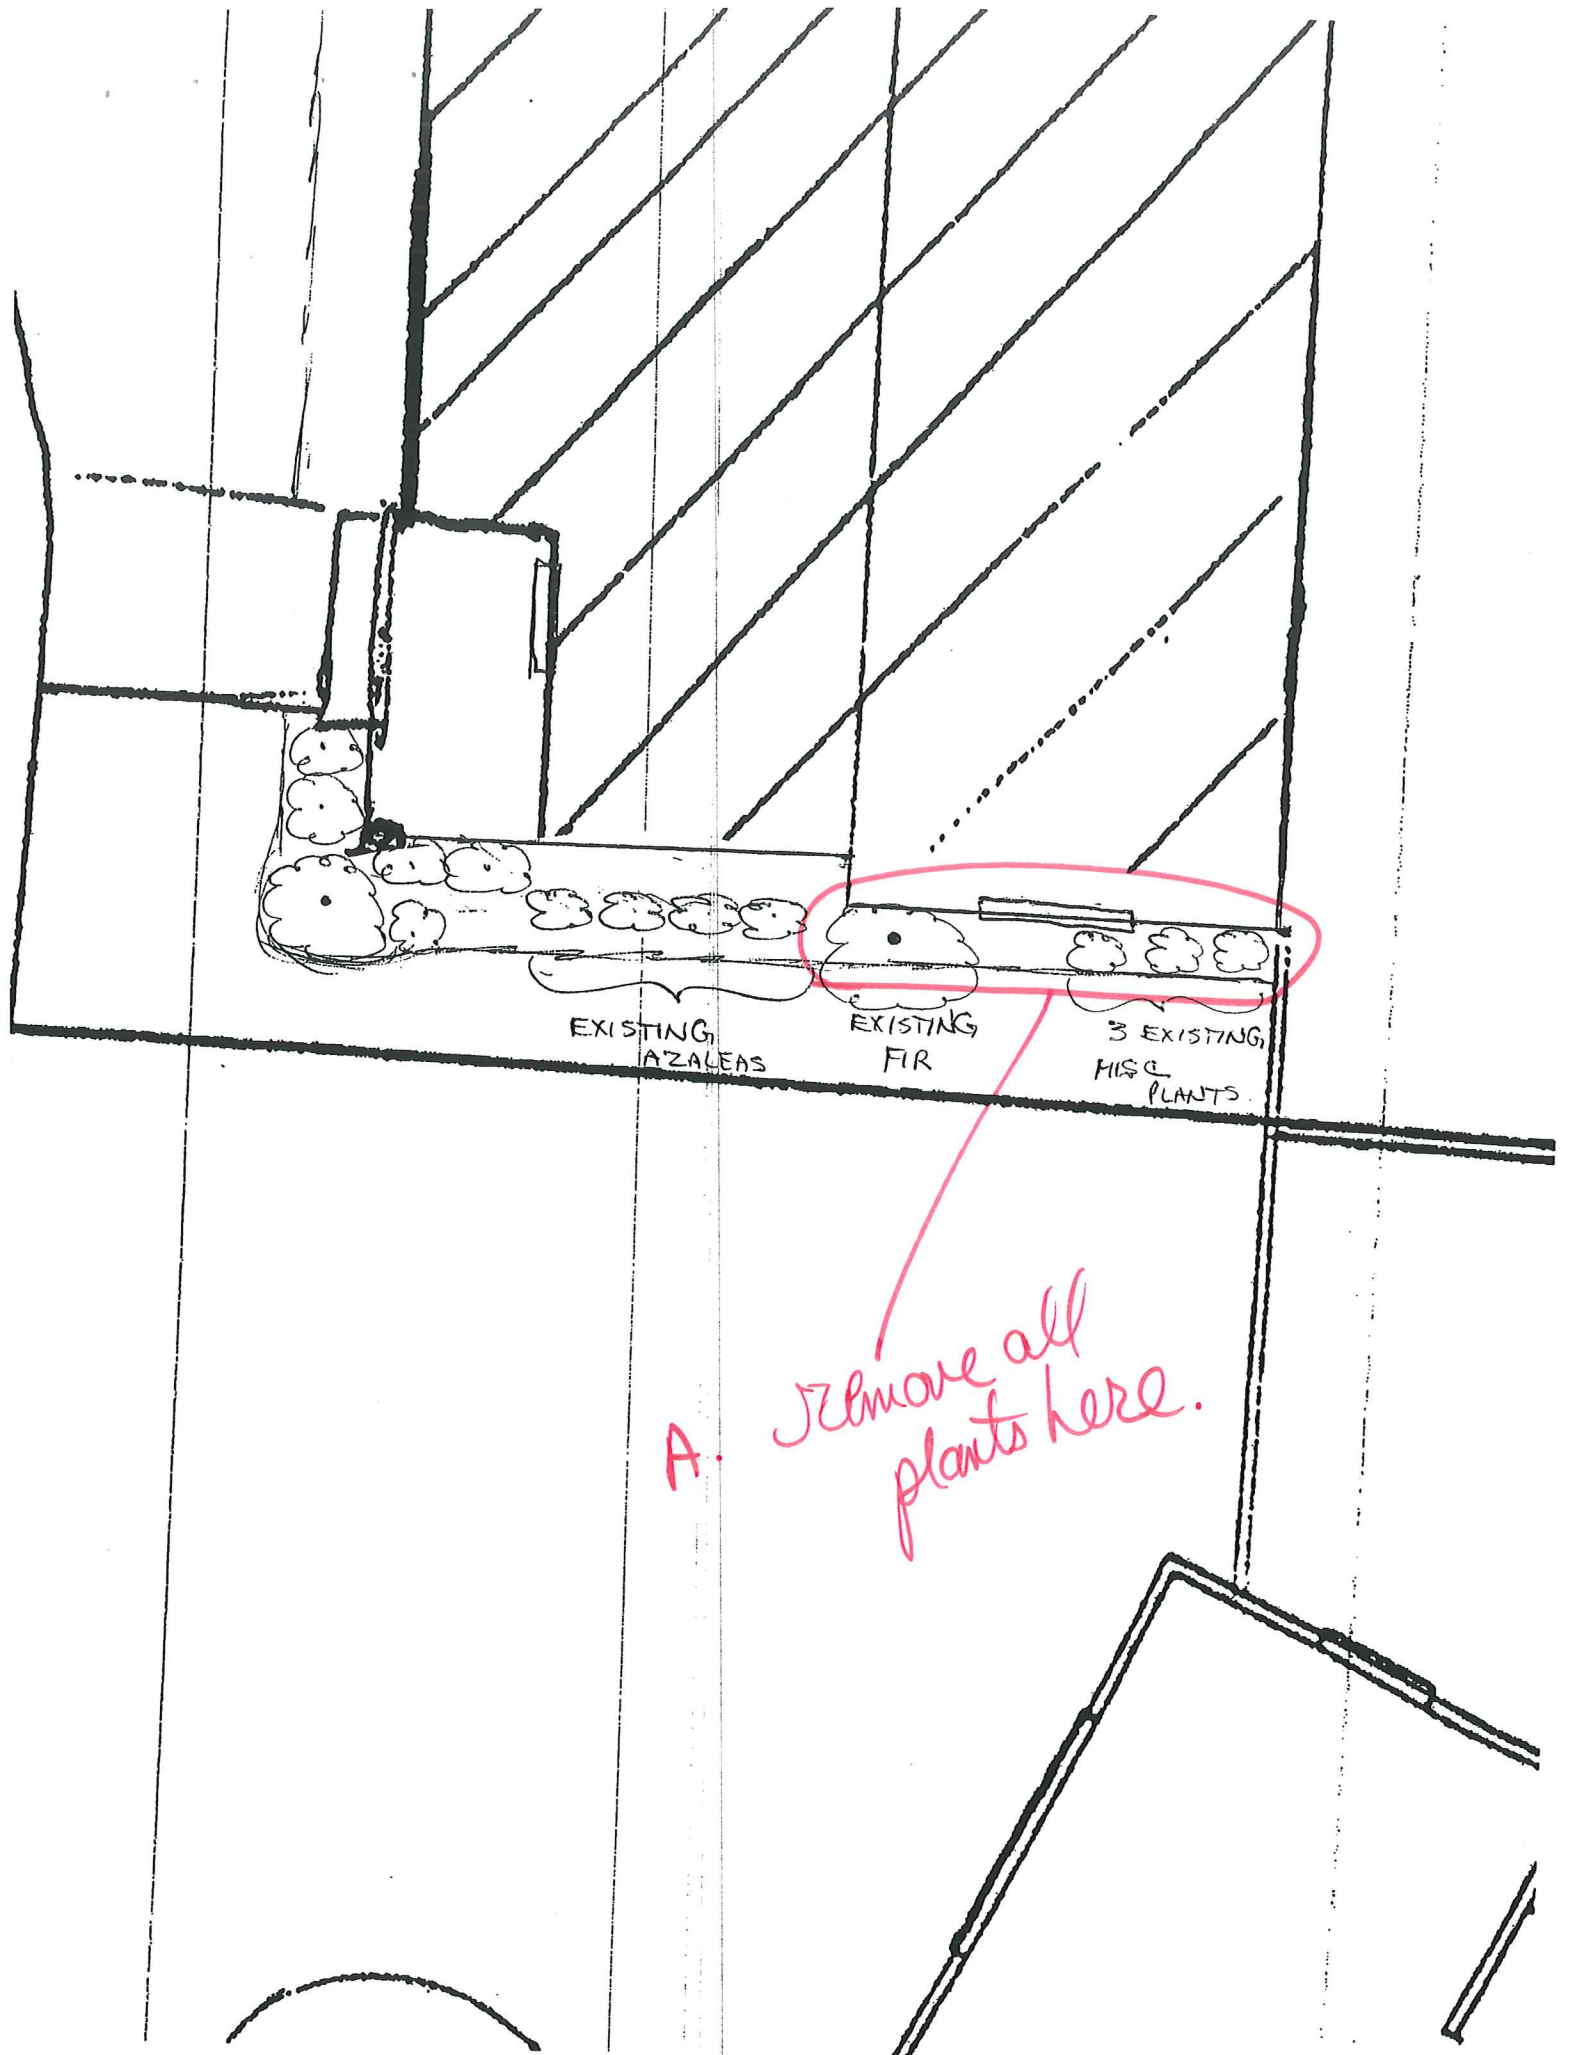 EXISTING
AZALEAS
EXISTING
FIR
3 EXISTING
MISC
PLANTS.
A. Remove all
plants here.